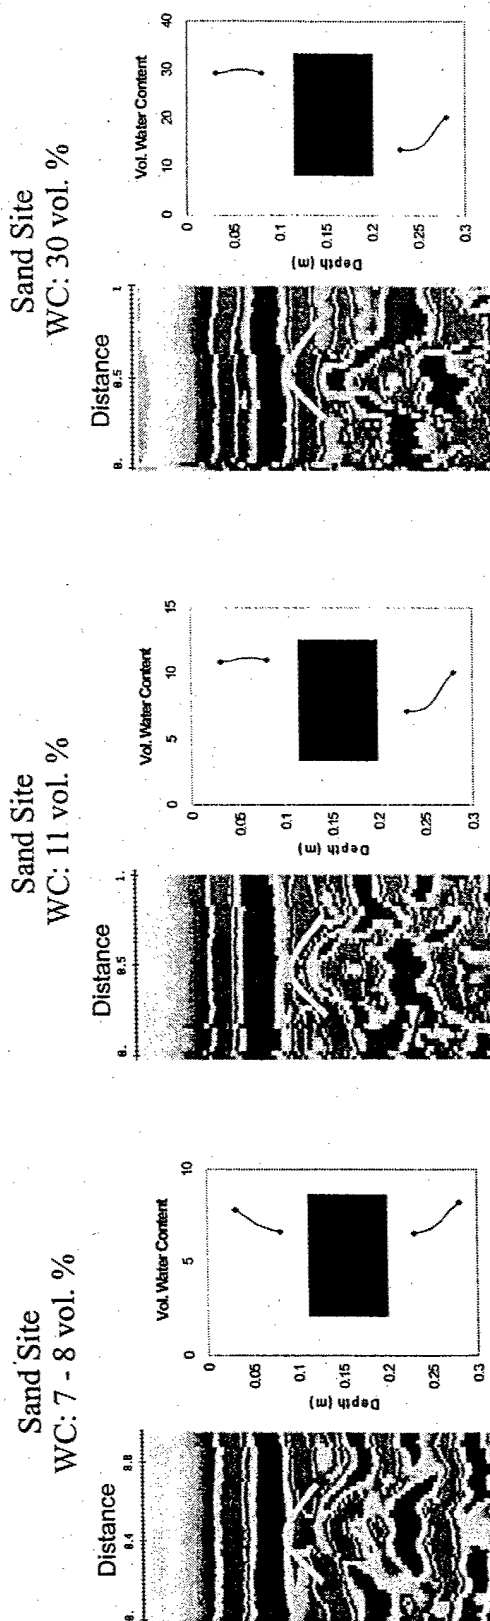 Sand Site
WC: 7 - 8 vol. %
Distance
0. 0.4 0.8
Vol. Water Content
0 5 10
0
0.05
0.1
0.15
0.2
0.25
0.3
Depth (m)
Sand Site
WC: 11 vol. %
Distance
0. 0.5 1.
Vol. Water Content
0 5 10 15
0
0.05
0.1
0.15
0.2
0.25
0.3
Depth (m)
Sand Site
WC: 30 vol. %
Distance
0. 0.5 1.
Vol. Water Content
0 10 20 30 40
0
0.05
0.1
0.15
0.2
0.25
0.3
Depth (m)